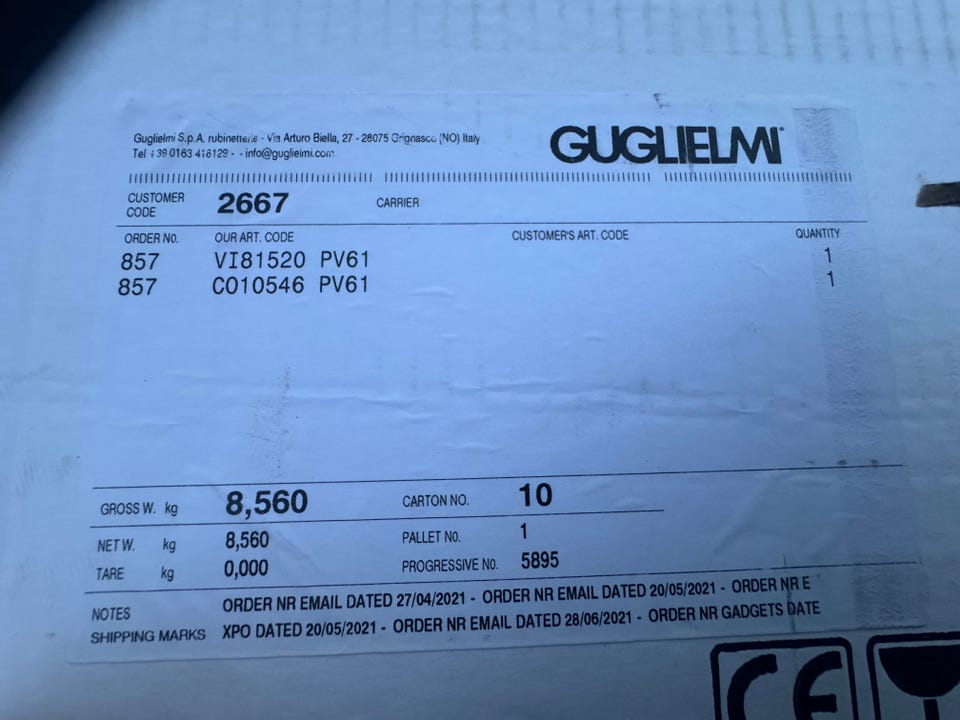 Guglielmi S.p.A. rubinetterie - Via Arturo Biella, 27 - 28075 Grignasco (NO) Italy
Tel +39 0163 418129 - - info@guglielmi.com
GUGLIELMI
CUSTOMER CODE 2667 CARRIER
ORDER No. OUR ART. CODE CUSTOMER'S ART. CODE QUANTITY
857 VI81520 PV61 1
857 CO10546 PV61 1
GROSS W. kg 8,560 CARTON NO. 10
NET W. kg 8,560 PALLET No. 1
TARE kg 0,000 PROGRESSIVE No. 5895
NOTES ORDER NR EMAIL DATED 27/04/2021 - ORDER NR EMAIL DATED 20/05/2021 - ORDER NR E
SHIPPING MARKS XPO DATED 20/05/2021 - ORDER NR EMAIL DATED 28/06/2021 - ORDER NR GADGETS DATE
CE